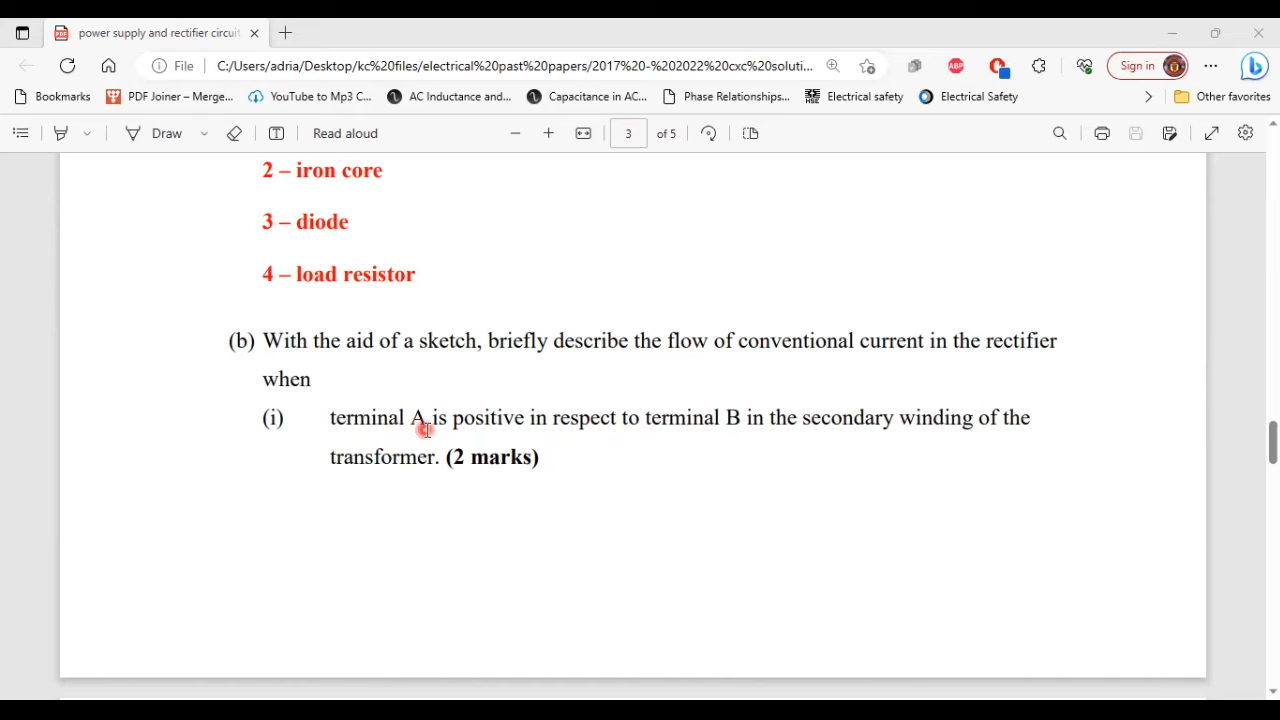 power supply and rectifier circuit
File
C:/Users/adria/Desktop/kc%20files/electrical%20past%20papers/2017%20-%202022%20cxc%20soluti...
Sign in
Bookmarks
PDF Joiner – Merge...
YouTube to Mp3 C...
AC Inductance and...
Capacitance in AC...
Phase Relationships...
Electrical safety
Electrical Safety
Other favorites
Draw
Read aloud
3 of 5
2 – iron core
3 – diode
4 – load resistor
(b) With the aid of a sketch, briefly describe the flow of conventional current in the rectifier
when
(i) terminal A is positive in respect to terminal B in the secondary winding of the
transformer. (2 marks)